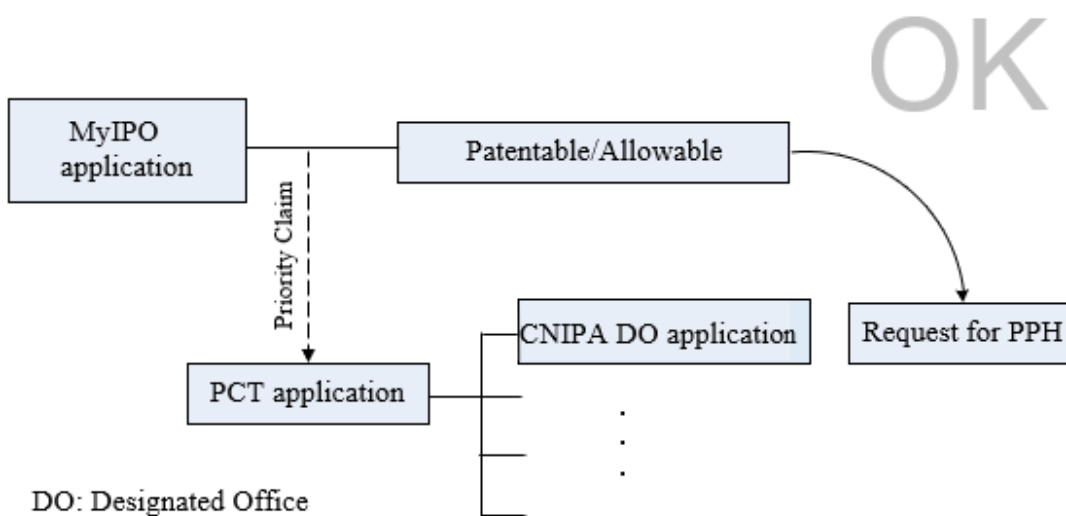 OK
MyIPO
application
Patentable/Allowable
Priority Claim
CNIPA DO application
Request for PPH
PCT application
DO: Designated Office